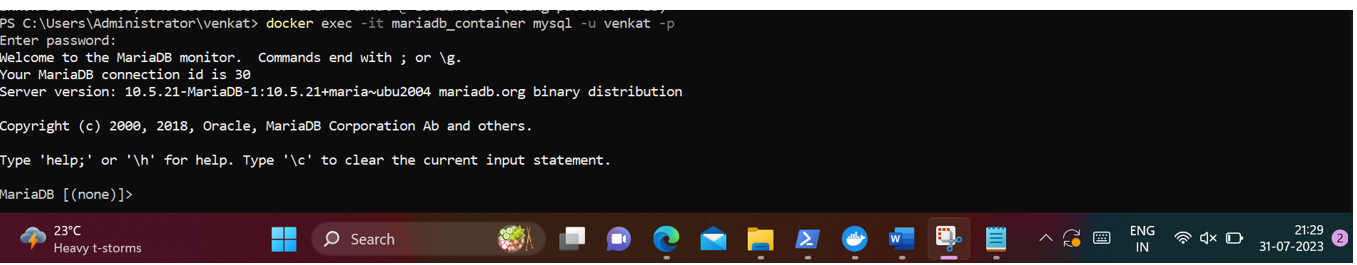 PS C:\Users\Administrator\venkat> docker exec -it mariadb_container mysql -u venkat -p
Enter password:
Welcome to the MariaDB monitor.  Commands end with ; or \g.
Your MariaDB connection id is 30
Server version: 10.5.21-MariaDB-1:10.5.21+maria~ubu2004 mariadb.org binary distribution
Copyright (c) 2000, 2018, Oracle, MariaDB Corporation Ab and others.
Type 'help;' or '\h' for help. Type '\c' to clear the current input statement.
MariaDB [(none)]>
23°C
Heavy t-storms
Search
ENG
IN
21:29
31-07-2023
2